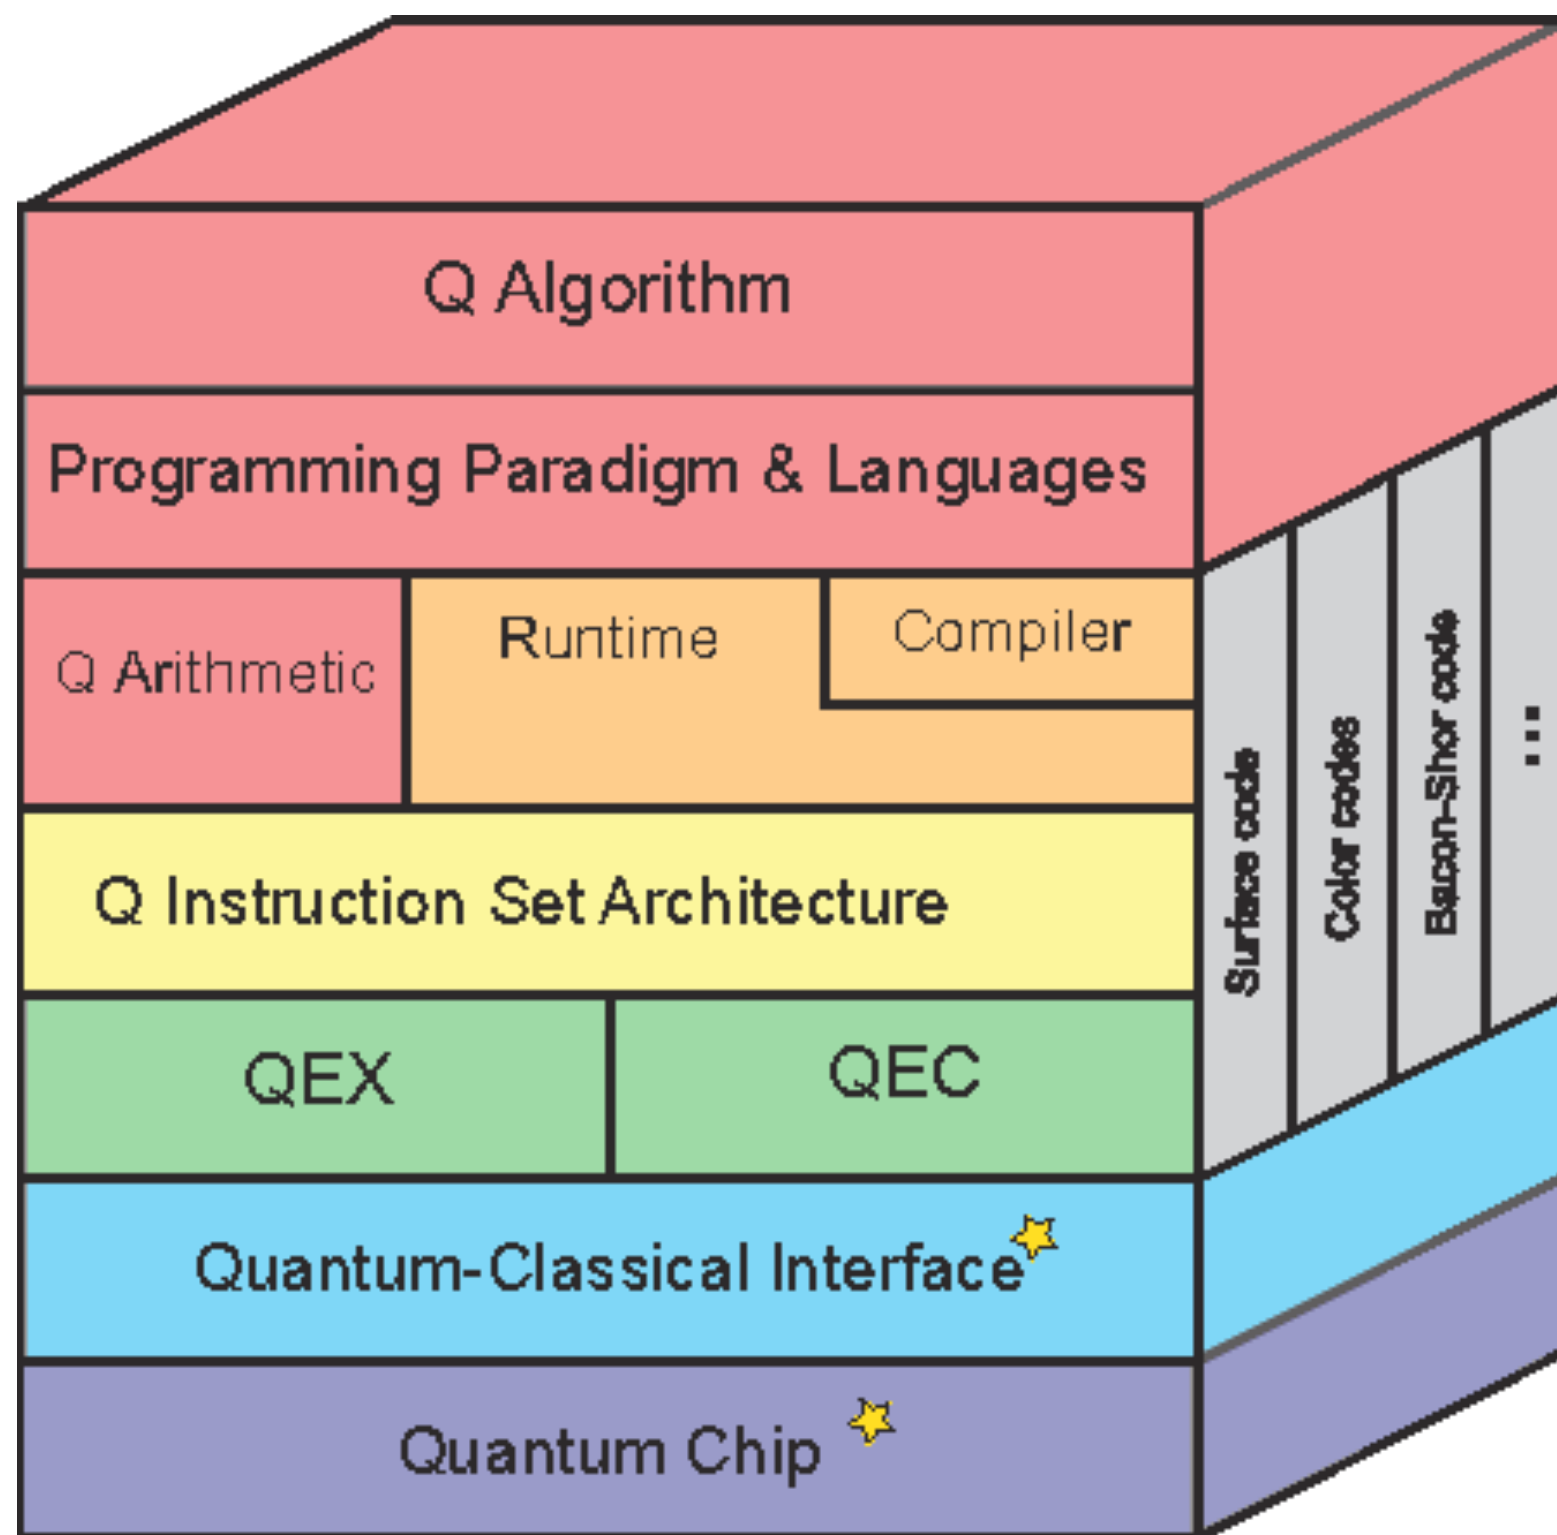 Q Algorithm
Programming Paradigm & Languages
Q Arithmetic
Runtime
Compiler
Q Instruction Set Architecture
QEX
QEC
Quantum-Classical Interface
Quantum Chip
Surface code
Color codes
Bacon-Shor code
...